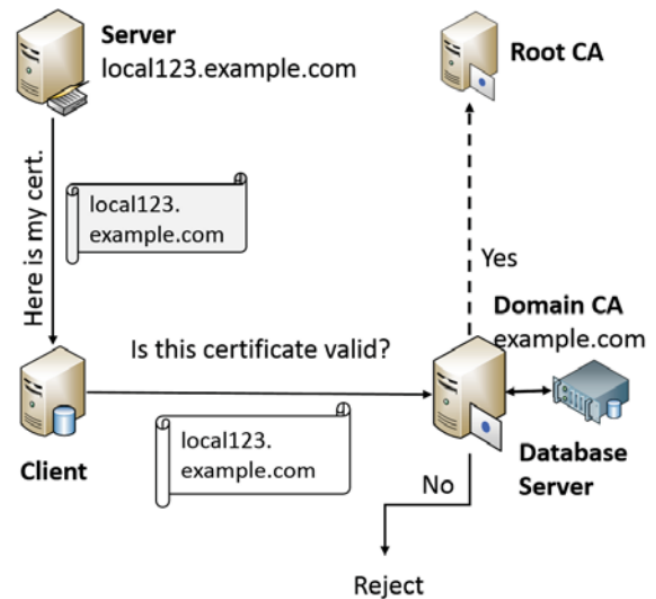 Server
local123.example.com
Root CA
Here is my cert.
local123.
example.com
Yes
Domain CA
example.com
Is this certificate valid?
local123.
example.com
Client
Database
Server
No
Reject